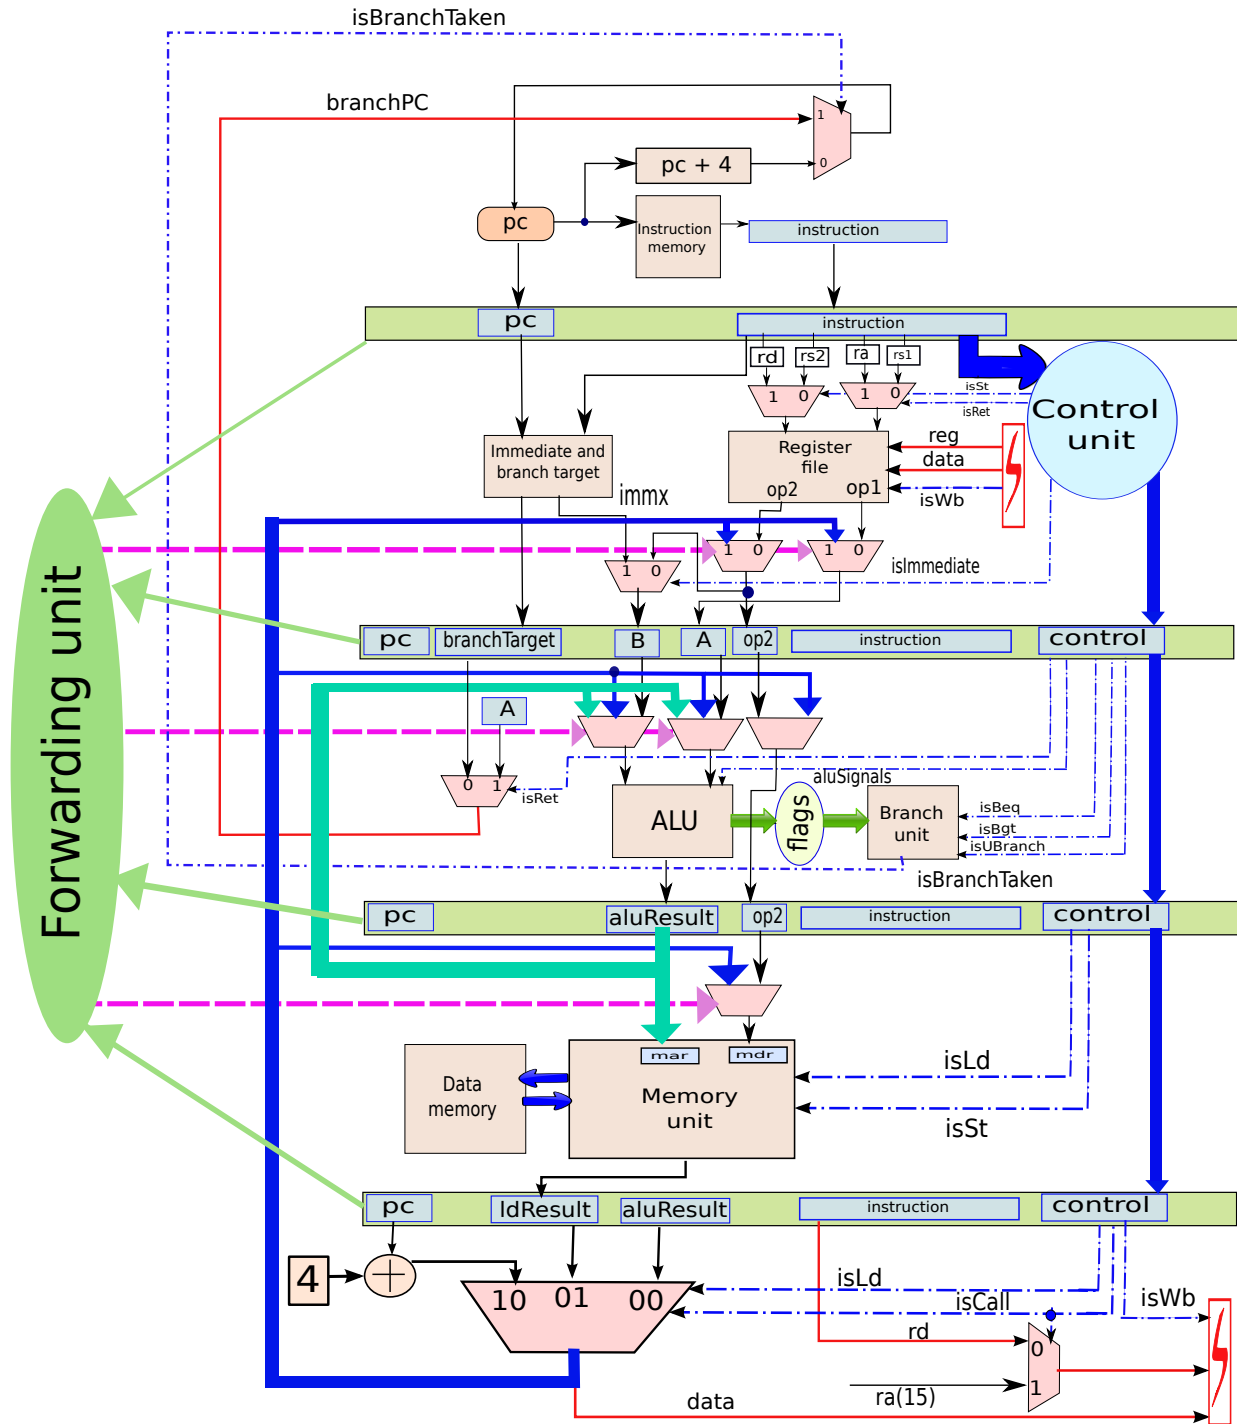 isBranchTaken
branchPC
1
0
pc + 4
pc
Instruction
memory
instruction
pc
instruction
rd
rs2
ra
rs1
1 0
1 0
isSt
isRet
Control
unit
Immediate and
branch target
Register
file
op2
op1
reg
data
isWb
immx
1 0
1 0
1 0
isImmediate
Forwarding unit
pc
branchTarget
B
A
op2
instruction
control
A
0 1
isRet
aluSignals
ALU
flags
Branch
unit
isBeq
isBgt
isUBranch
isBranchTaken
pc
aluResult
op2
instruction
control
mar
mdr
Data
memory
Memory
unit
isLd
isSt
pc
ldResult
aluResult
instruction
control
4
10 01 00
isLd
isCall
isWb
rd
0
1
ra(15)
data